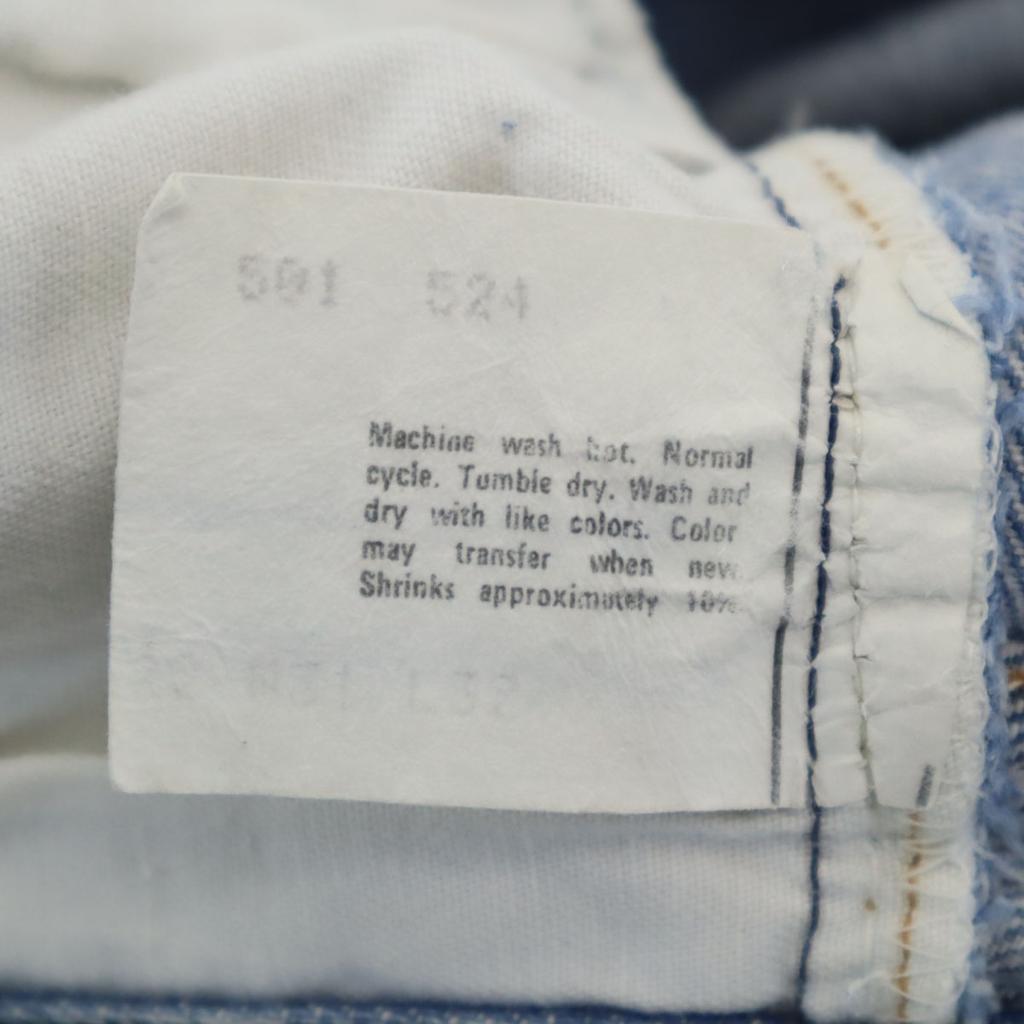 501 524
Machine wash hot. Normal
cycle. Tumble dry. Wash and
dry with like colors. Color
may transfer when new.
Shrinks approximately 10%.